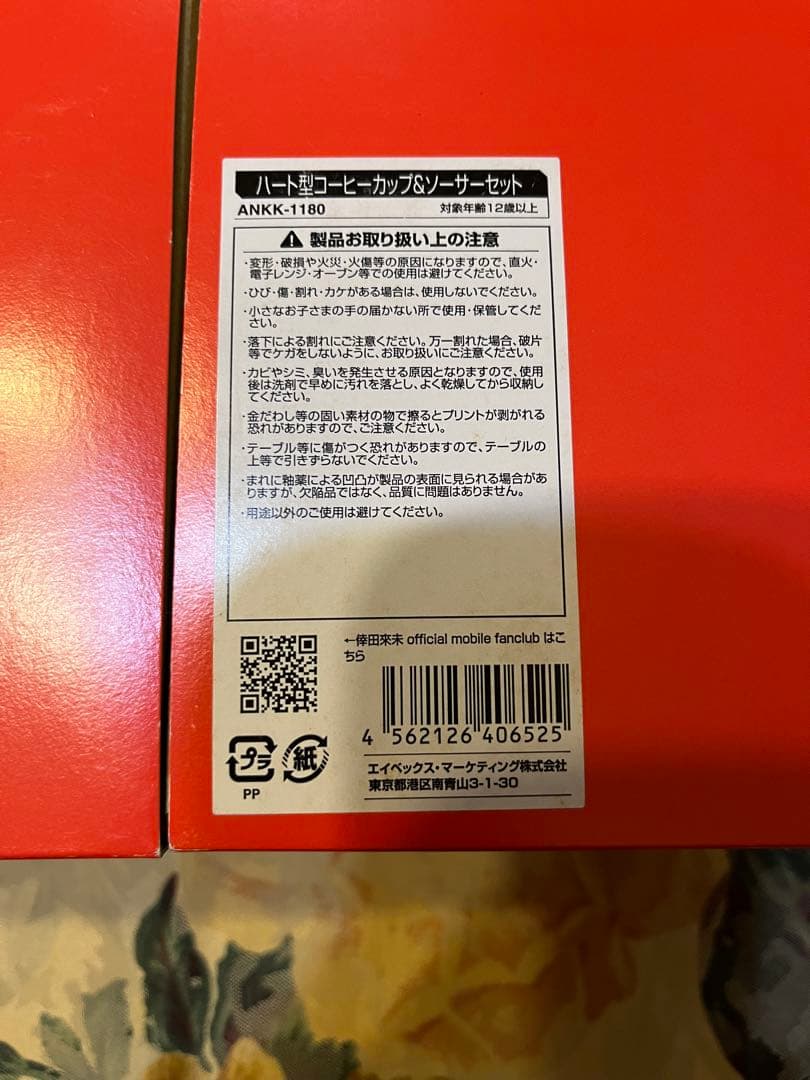 ハート型コーヒーカップ&ソーサーセット
ANKK-1180 対象年齢12歳以上
製品お取り扱い上の注意
・変形・破損や火災・火傷等の原因になりますので、直火・
電子レンジ・オーブン等での使用は避けてください。
・ひび・傷・割れ・カケがある場合は、使用しないでください。
・小さなお子さまの手の届かない所で使用・保管してくだ
さい。
・落下による割れにご注意ください。万一割れた場合、破片
等でケガをしないように、お取り扱いにご注意ください。
・カビやシミ、臭いを発生させる原因となりますので、使用
後は洗剤で早めに汚れを落とし、よく乾燥してから収納し
てください。
・金だわし等の固い素材の物で擦るとプリントが剥がれる
恐れがありますので、ご注意ください。
・テーブル等に傷がつく恐れがありますので、テーブルの
上等で引きずらないでください。
・まれに釉薬による凹凸が製品の表面に見られる場合があ
りますが、欠陥品ではなく、品質に問題はありません。
・用途以外のご使用は避けてください。
←倖田來未 official mobile fanclub はこ
ちら
4 562126 406525
プラ 紙
PP
エイベックス・マーケティング株式会社
東京都港区南青山3-1-30